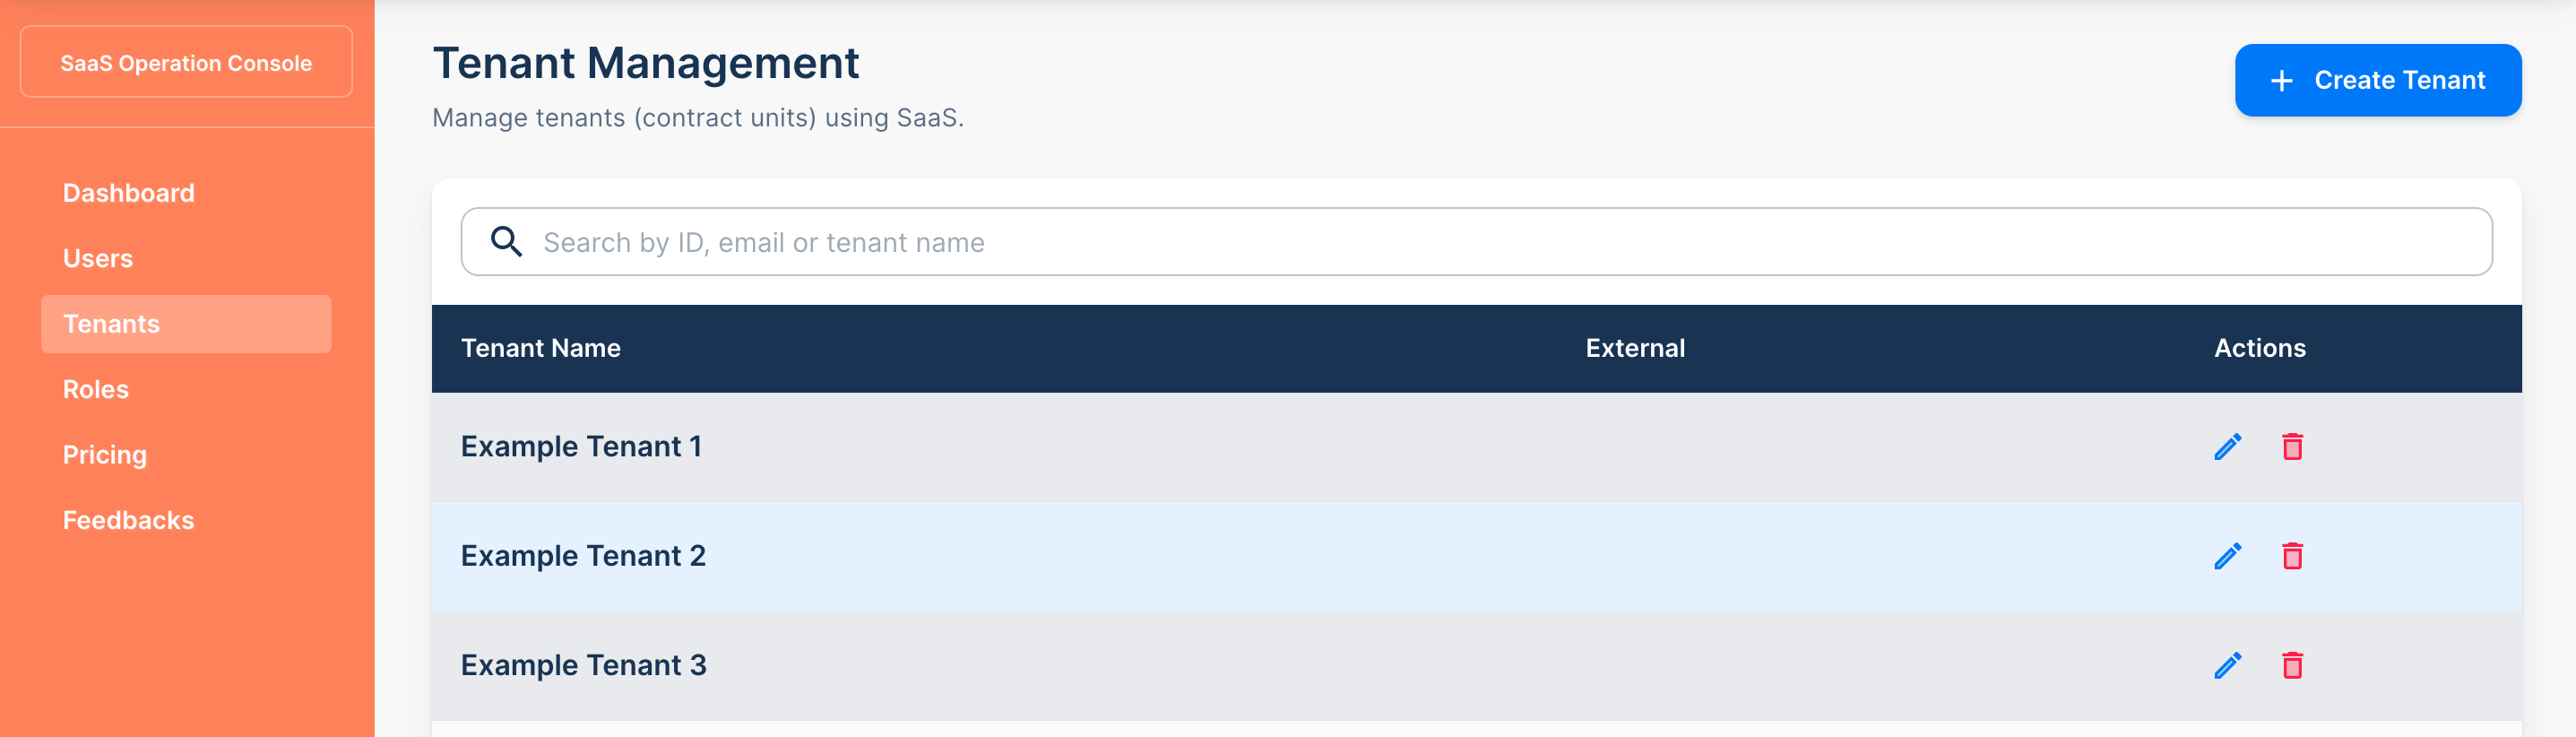 SaaS Operation Console
Dashboard
Users
Tenants
Roles
Pricing
Feedbacks
Tenant Management
Manage tenants (contract units) using SaaS.
+ Create Tenant
Search by ID, email or tenant name
Tenant Name External Actions
Example Tenant 1
Example Tenant 2
Example Tenant 3